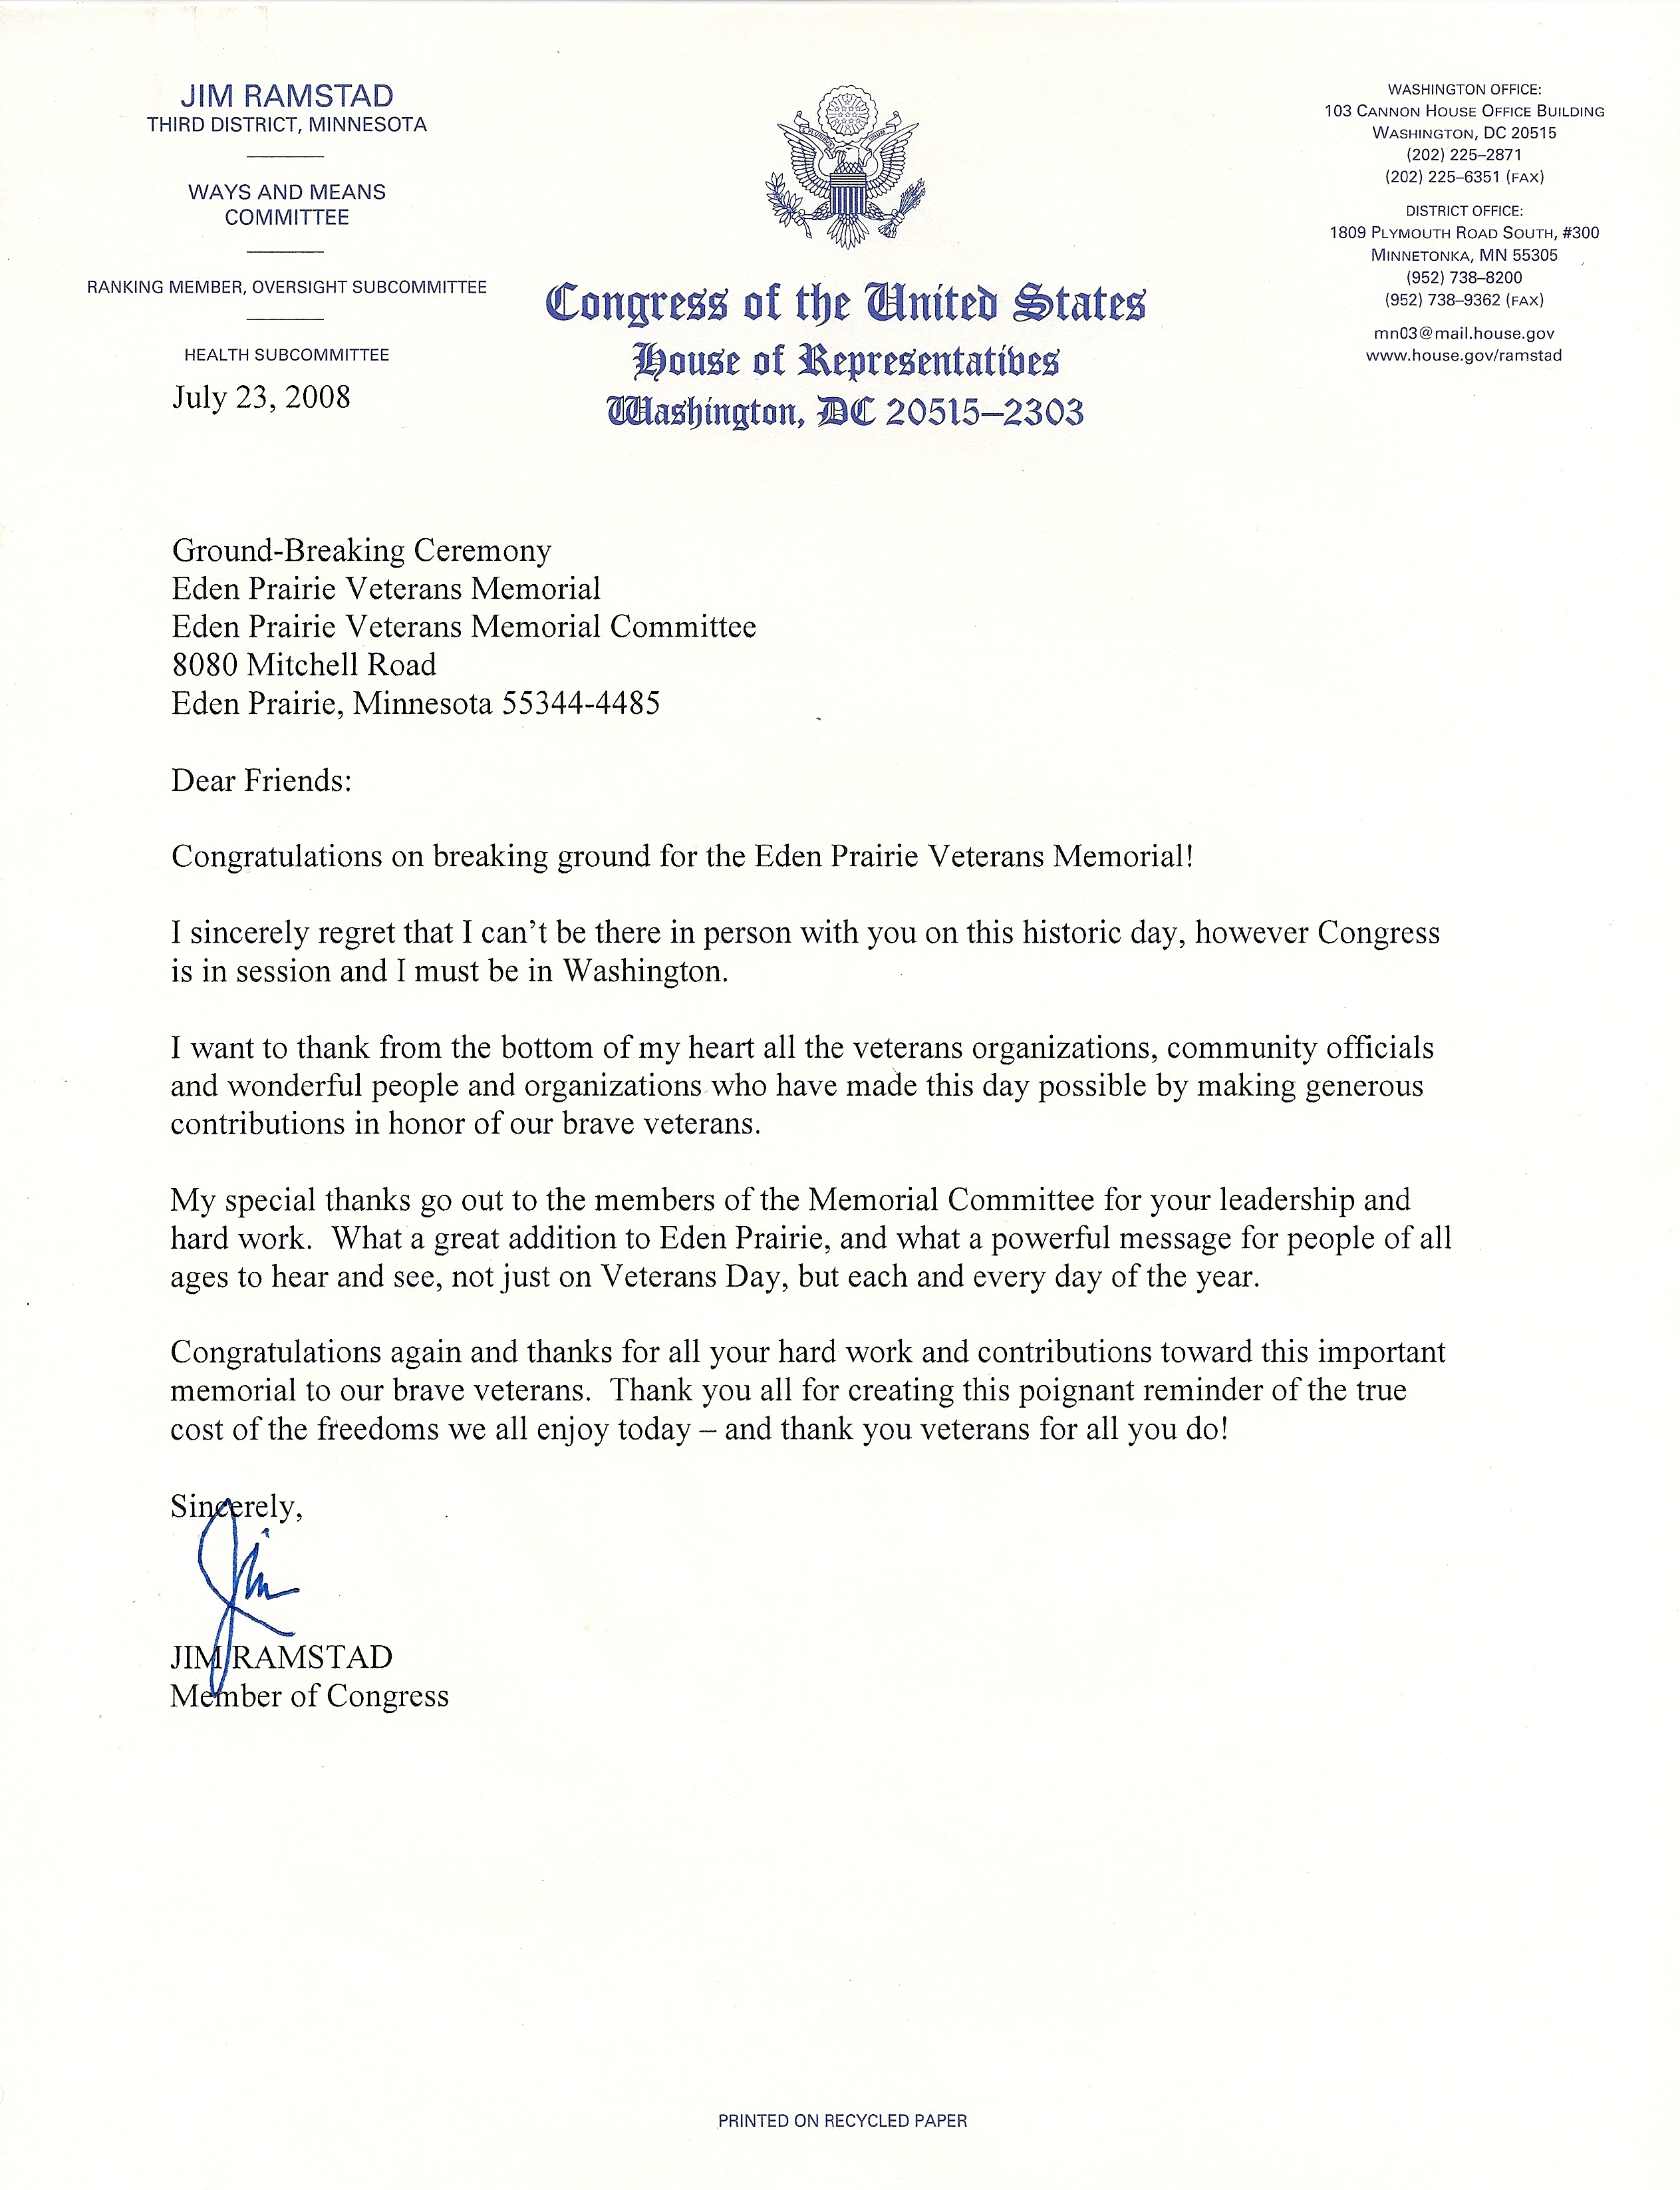 JIM RAMSTAD
THIRD DISTRICT, MINNESOTA
WAYS AND MEANS
COMMITTEE
RANKING MEMBER, OVERSIGHT SUBCOMMITTEE
HEALTH SUBCOMMITTEE
Congress of the United States
House of Representatives
Washington, DC 20515–2303
WASHINGTON OFFICE:
103 CANNON HOUSE OFFICE BUILDING
WASHINGTON, DC 20515
(202) 225–2871
(202) 225–6351 (FAX)
DISTRICT OFFICE:
1809 PLYMOUTH ROAD SOUTH, #300
MINNETONKA, MN 55305
(952) 738–8200
(952) 738–9362 (FAX)
mn03@mail.house.gov
www.house.gov/ramstad
July 23, 2008
Ground-Breaking Ceremony
Eden Prairie Veterans Memorial
Eden Prairie Veterans Memorial Committee
8080 Mitchell Road
Eden Prairie, Minnesota 55344-4485
Dear Friends:
Congratulations on breaking ground for the Eden Prairie Veterans Memorial!
I sincerely regret that I can’t be there in person with you on this historic day, however Congress
is in session and I must be in Washington.
I want to thank from the bottom of my heart all the veterans organizations, community officials
and wonderful people and organizations who have made this day possible by making generous
contributions in honor of our brave veterans.
My special thanks go out to the members of the Memorial Committee for your leadership and
hard work.  What a great addition to Eden Prairie, and what a powerful message for people of all
ages to hear and see, not just on Veterans Day, but each and every day of the year.
Congratulations again and thanks for all your hard work and contributions toward this important
memorial to our brave veterans.  Thank you all for creating this poignant reminder of the true
cost of the freedoms we all enjoy today – and thank you veterans for all you do!
Sincerely,
Jim
JIM RAMSTAD
Member of Congress
PRINTED ON RECYCLED PAPER